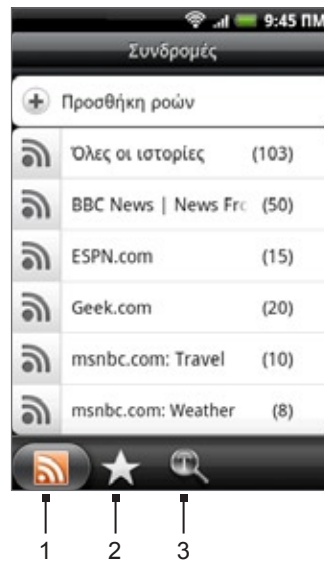 9:45 ΠΜ
Συνδρομές
Προσθήκη ροών
Όλες οι ιστορίες (103)
BBC News | News Fro (50)
ESPN.com (15)
Geek.com (20)
msnbc.com: Travel (10)
msnbc.com: Weather (8)
1 2 3